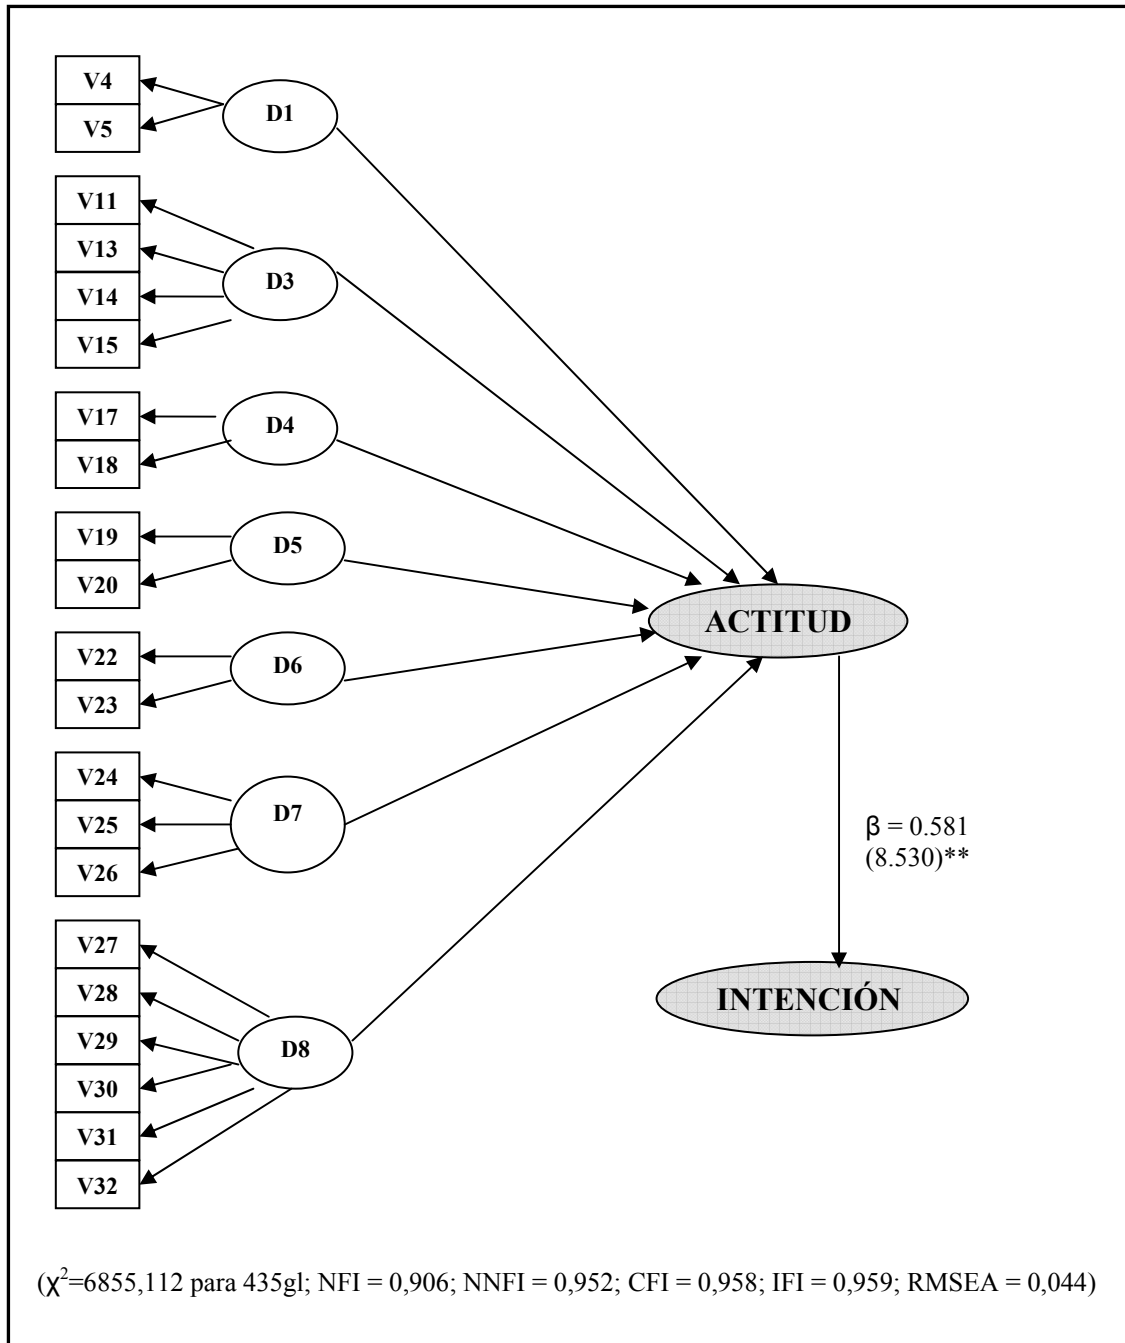 V4
V5
D1
V11
V13
V14
V15
D3
V17
V18
D4
V19
V20
D5
V22
V23
D6
V24
V25
V26
D7
V27
V28
V29
V30
V31
V32
D8
ACTITUD
β = 0.581
(8.530)**
INTENCIÓN
(χ²=6855,112 para 435gl; NFI = 0,906; NNFI = 0,952; CFI = 0,958; IFI = 0,959; RMSEA = 0,044)